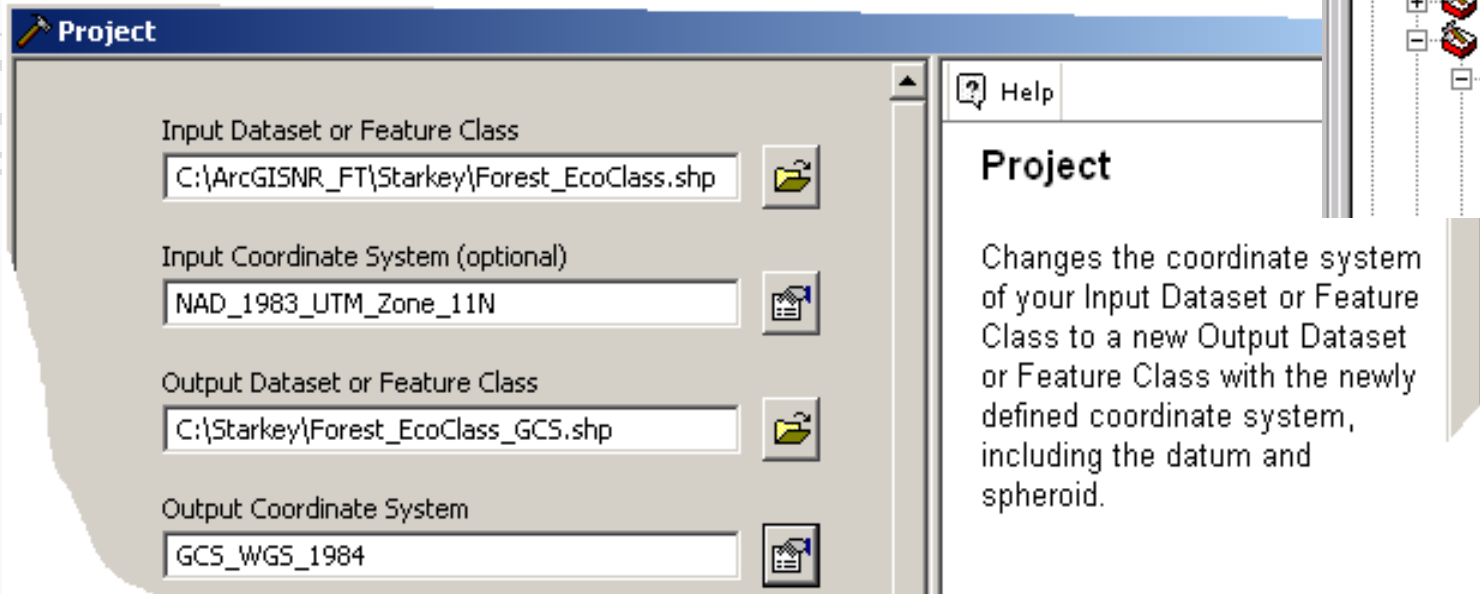 Project
Input Dataset or Feature Class
C:\ArcGISNR_FT\Starkey\Forest_EcoClass.shp
Input Coordinate System (optional)
NAD_1983_UTM_Zone_11N
Output Dataset or Feature Class
C:\Starkey\Forest_EcoClass_GCS.shp
Output Coordinate System
GCS_WGS_1984
Help
Project
Changes the coordinate system
of your Input Dataset or Feature
Class to a new Output Dataset
or Feature Class with the newly
defined coordinate system,
including the datum and
spheroid.